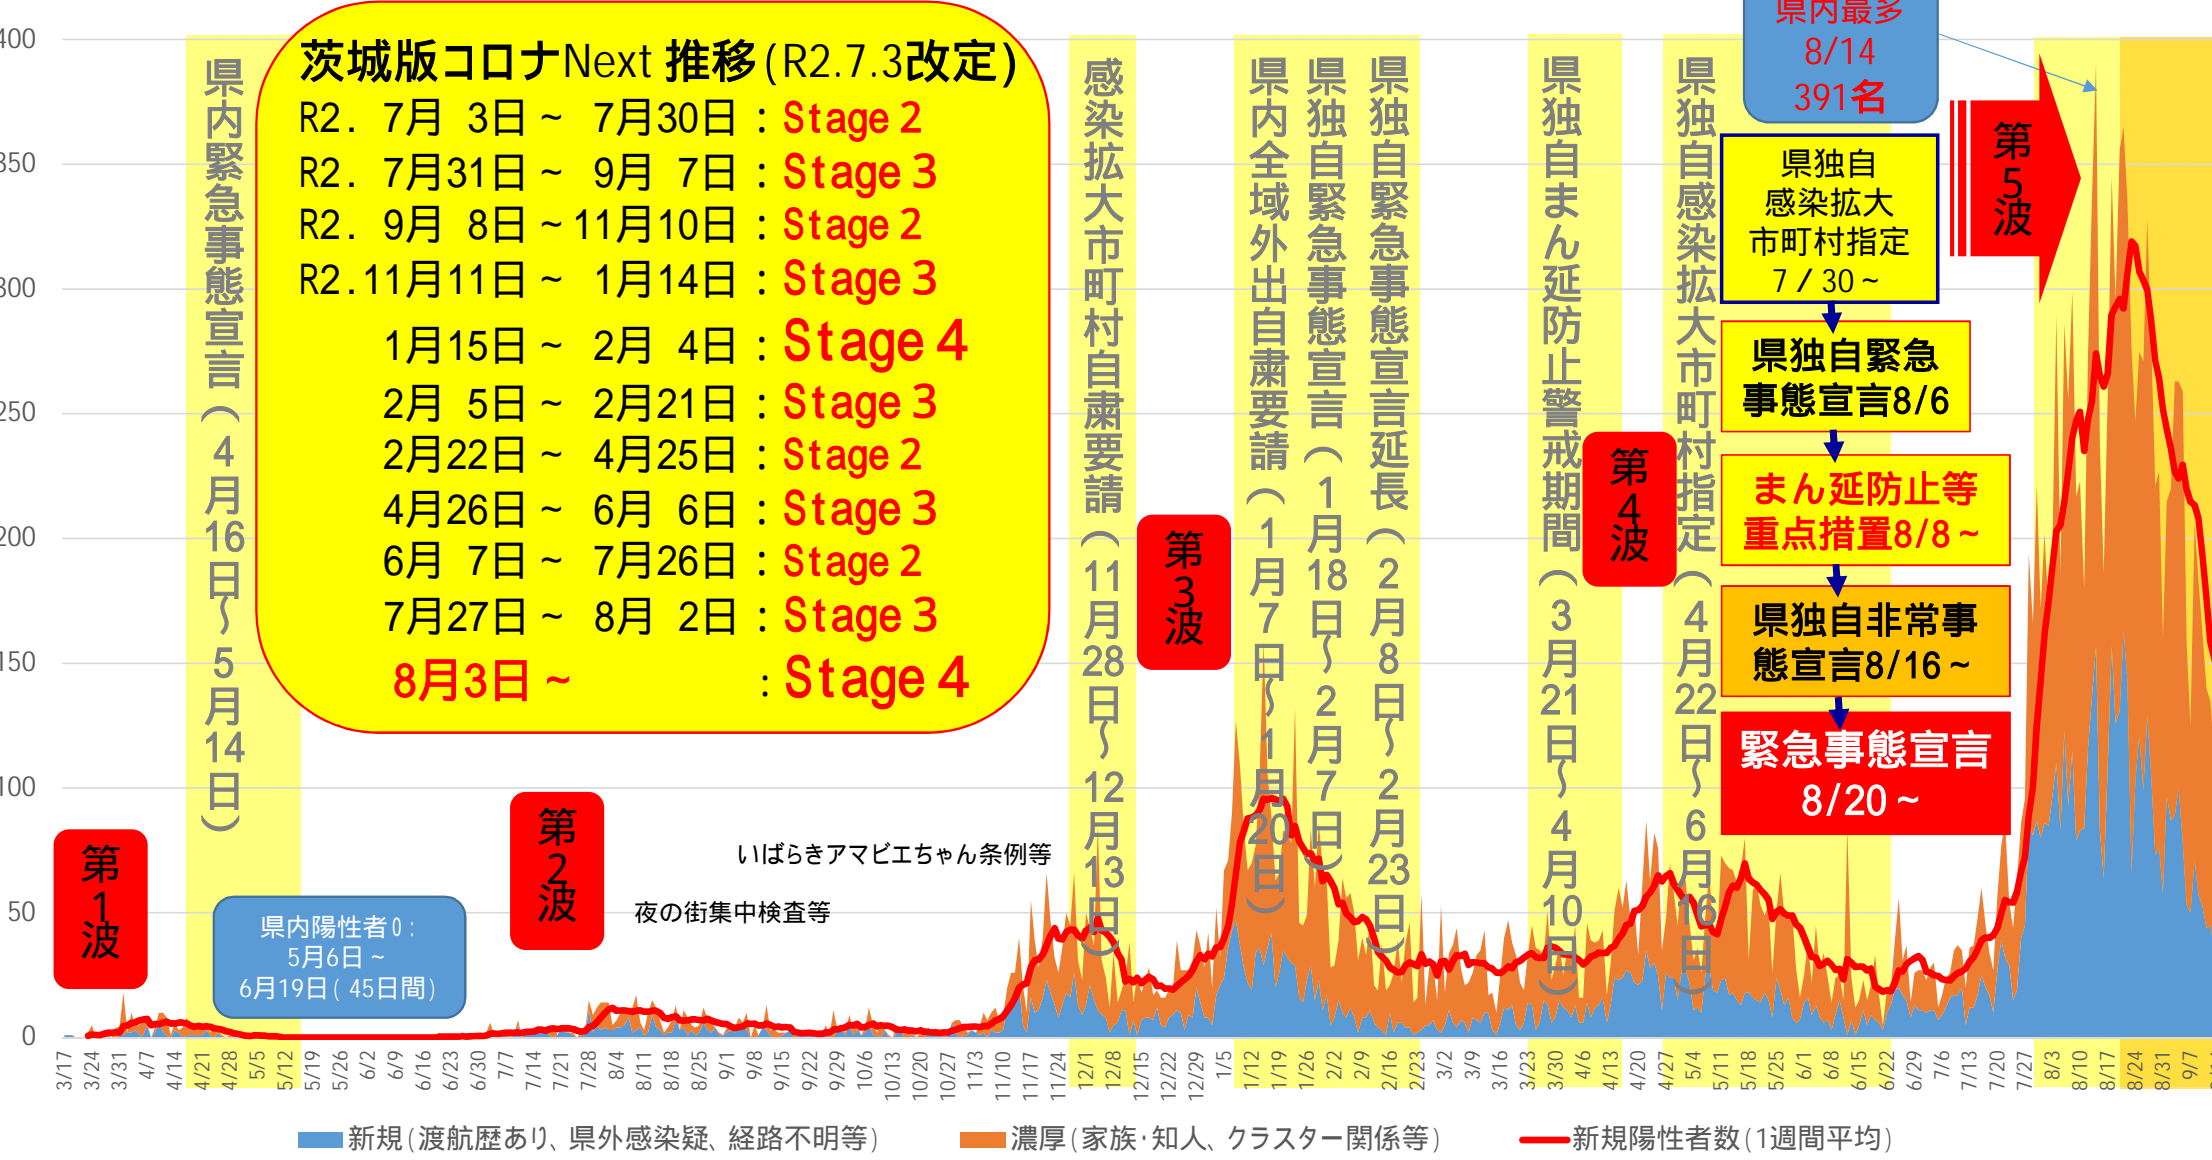 400
350
300
250
200
150
100
50
0
県内緊急事態宣言(4月16日~5月14日)
茨城版コロナNext 推移(R2.7.3改定)
R2. 7月 3日~ 7月30日:Stage 2
R2. 7月31日~ 9月 7日:Stage 3
R2. 9月 8日~11月10日:Stage 2
R2.11月11日~ 1月14日:Stage 3
1月15日~ 2月 4日:Stage 4
2月 5日~ 2月21日:Stage 3
2月22日~ 4月25日:Stage 2
4月26日~ 6月 6日:Stage 3
6月 7日~ 7月26日:Stage 2
7月27日~ 8月 2日:Stage 3
8月3日~ :Stage 4
感染拡大市町村自粛要請(11月28日~12月13日)
県内全域外出自粛要請(1月7日~1月20日)
県独自緊急事態宣言(1月18日~2月7日)
県独自緊急事態宣言延長(2月8日~2月23日)
県独自まん延防止警戒期間(3月21日~4月10日)
県独自感染拡大市町村指定(4月22日~6月16日)
県内最多
8/14
391名
県独自
感染拡大
市町村指定
7/30~
県独自緊急
事態宣言8/6
まん延防止等
重点措置8/8~
県独自非常事
態宣言8/16~
緊急事態宣言
8/20~
第1波
第2波
第3波
第4波
第5波
県内陽性者0:
5月6日~
6月19日(45日間)
いばらきアマビエちゃん条例等
夜の街集中検査等
3/17
3/24
3/31
4/7
4/14
4/21
4/28
5/5
5/12
5/19
5/26
6/2
6/9
6/16
6/23
6/30
7/7
7/14
7/21
7/28
8/4
8/11
8/18
8/25
9/1
9/8
9/15
9/22
9/29
10/6
10/13
10/20
10/27
11/3
11/10
11/17
11/24
12/1
12/8
12/15
12/22
12/29
1/5
1/12
1/19
1/26
2/2
2/9
2/16
2/23
3/2
3/9
3/16
3/23
3/30
4/6
4/13
4/20
4/27
5/4
5/11
5/18
5/25
6/1
6/8
6/15
6/22
6/29
7/6
7/13
7/20
7/27
8/3
8/10
8/17
8/24
8/31
9/7
新規(渡航歴あり、県外感染疑、経路不明等)
濃厚(家族・知人、クラスター関係等)
新規陽性者数(1週間平均)